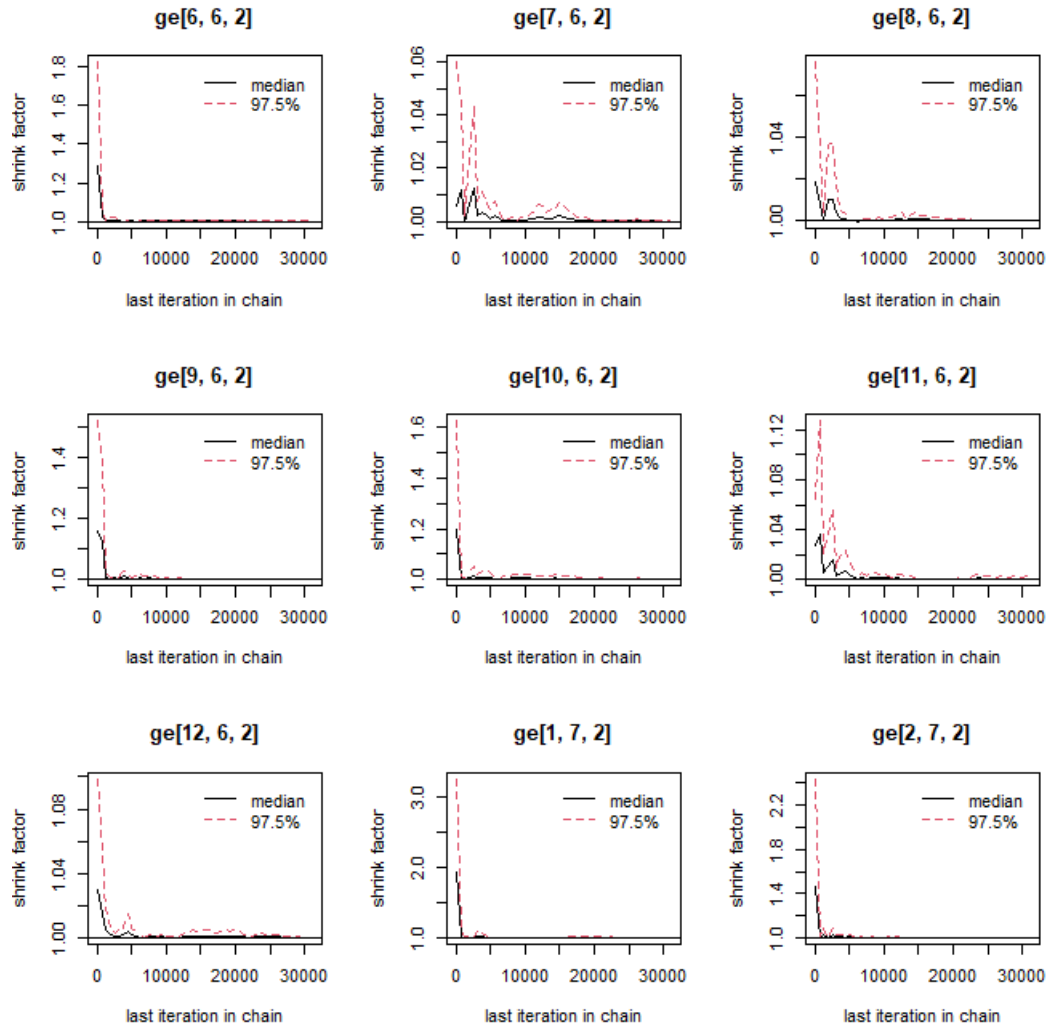 ge[6, 6, 2]
shrink factor
1.0 1.2 1.4 1.6 1.8
median
97.5%
0 10000 20000 30000
last iteration in chain
ge[7, 6, 2]
shrink factor
1.00 1.02 1.04 1.06
median
97.5%
0 10000 20000 30000
last iteration in chain
ge[8, 6, 2]
shrink factor
1.00 1.04
median
97.5%
0 10000 20000 30000
last iteration in chain
ge[9, 6, 2]
shrink factor
1.0 1.2 1.4
median
97.5%
0 10000 20000 30000
last iteration in chain
ge[10, 6, 2]
shrink factor
1.0 1.2 1.4 1.6
median
97.5%
0 10000 20000 30000
last iteration in chain
ge[11, 6, 2]
shrink factor
1.00 1.04 1.08 1.12
median
97.5%
0 10000 20000 30000
last iteration in chain
ge[12, 6, 2]
shrink factor
1.00 1.04 1.08
median
97.5%
0 10000 20000 30000
last iteration in chain
ge[1, 7, 2]
shrink factor
1.0 2.0 3.0
median
97.5%
0 10000 20000 30000
last iteration in chain
ge[2, 7, 2]
shrink factor
1.0 1.4 1.8 2.2
median
97.5%
0 10000 20000 30000
last iteration in chain